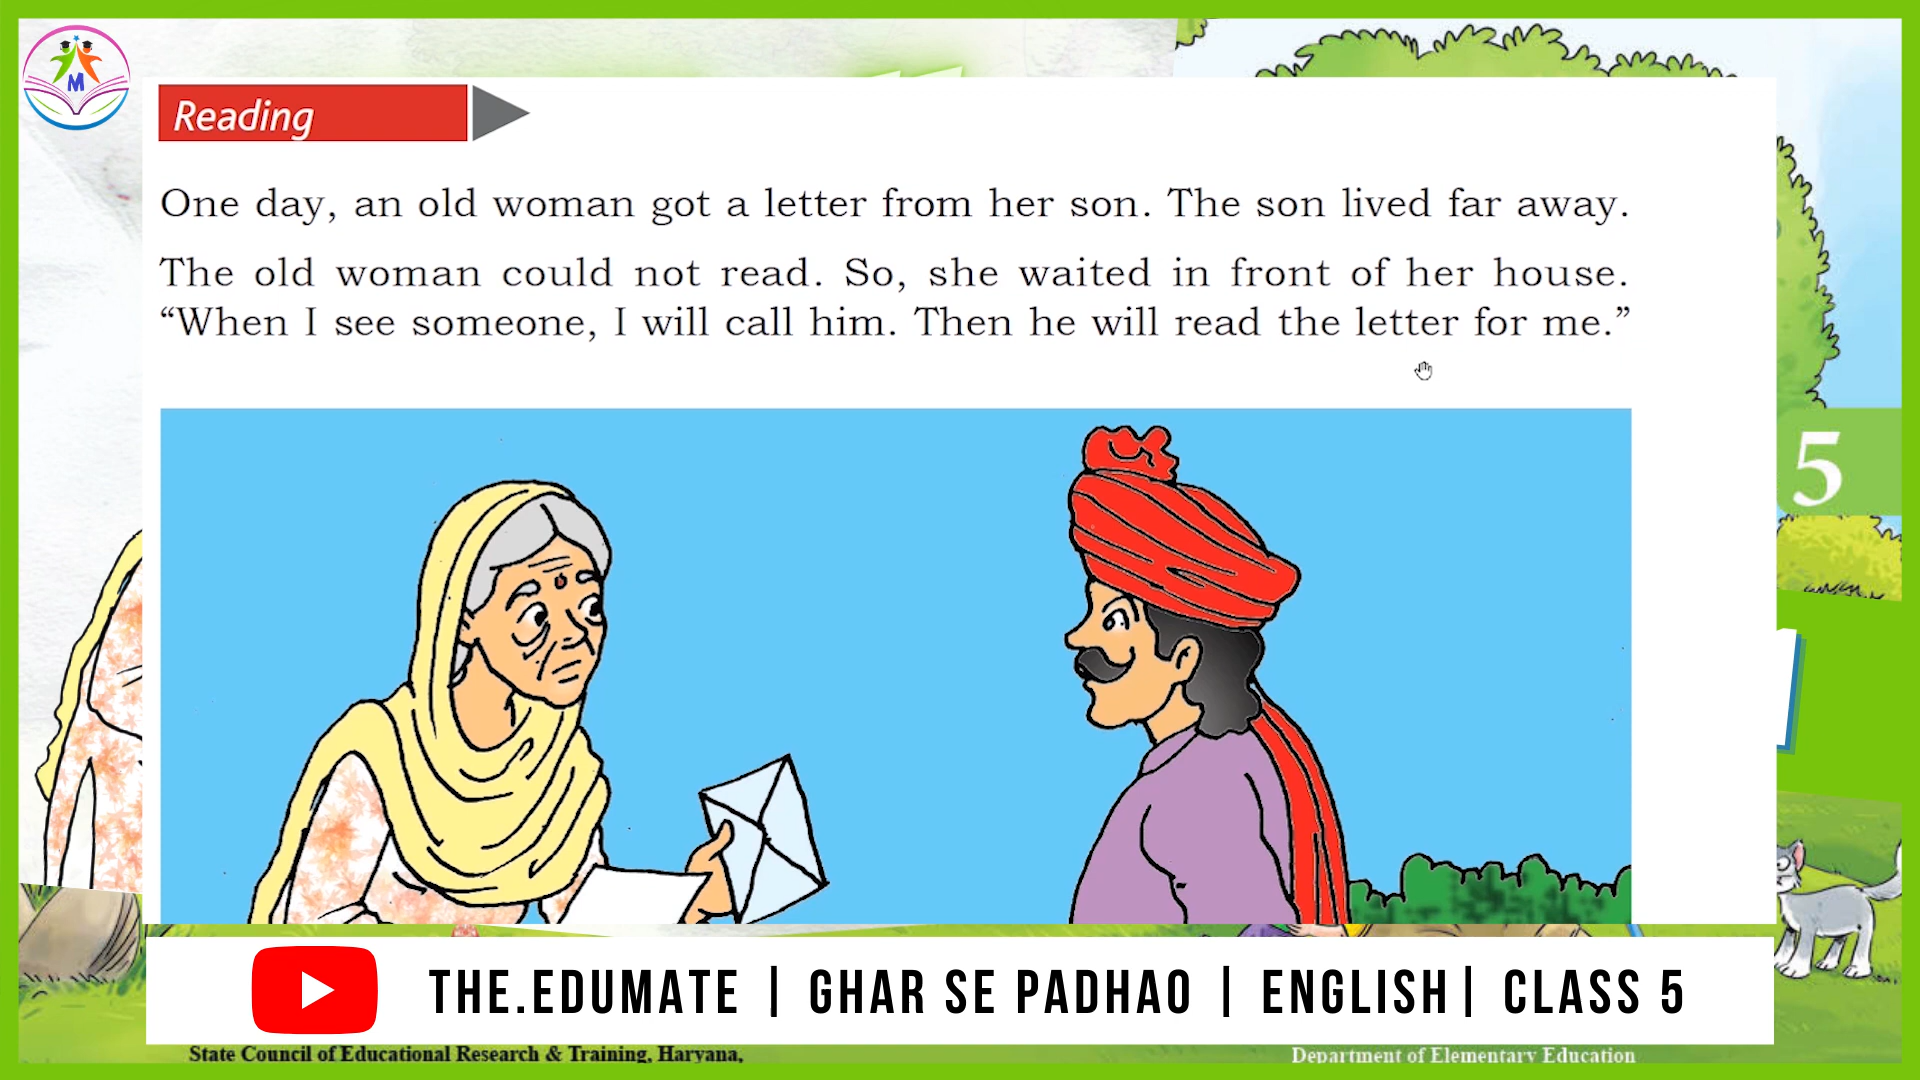 M
Reading
One day, an old woman got a letter from her son. The son lived far away.
The old woman could not read. So, she waited in front of her house.
“When I see someone, I will call him. Then he will read the letter for me.”
5
THE.EDUMATE | GHAR SE PADHAO | ENGLISH| CLASS 5
State Council of Educational Research & Training, Haryana,
Department of Elementary Education